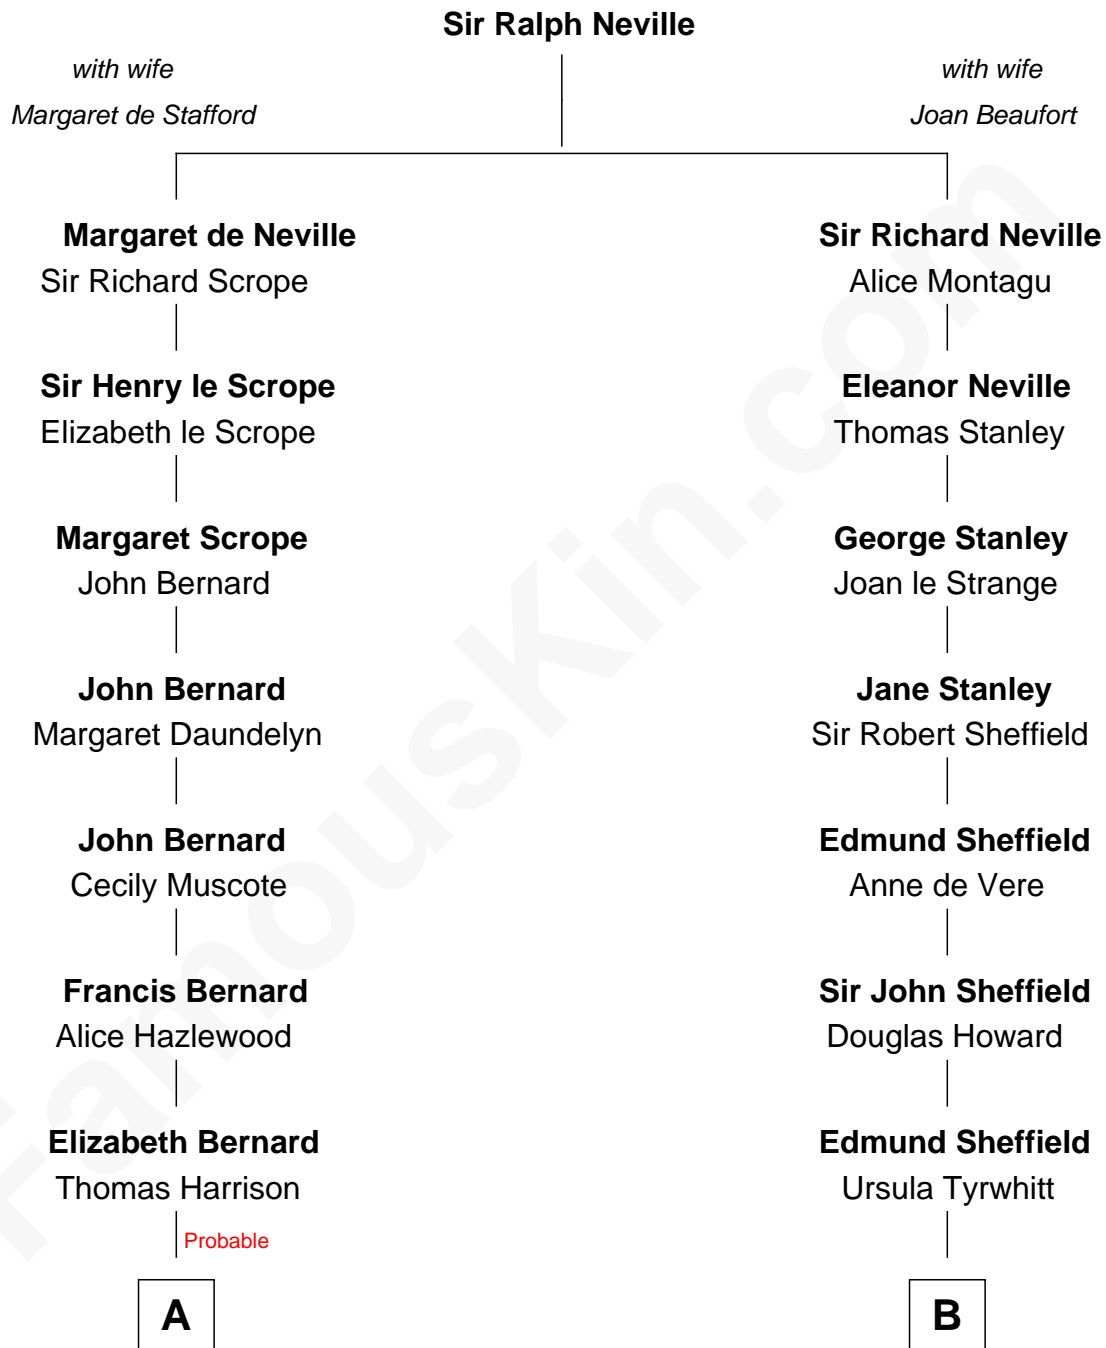 Sir Ralph Neville
with wife
Margaret de Stafford
with wife
Joan Beaufort
Margaret de Neville
Sir Richard Scrope
Sir Richard Neville
Alice Montagu
Sir Henry le Scrope
Elizabeth le Scrope
Eleanor Neville
Thomas Stanley
Margaret Scrope
John Bernard
George Stanley
Joan le Strange
John Bernard
Margaret Daundelyn
Jane Stanley
Sir Robert Sheffield
John Bernard
Cecily Muscote
Edmund Sheffield
Anne de Vere
Francis Bernard
Alice Hazlewood
Sir John Sheffield
Douglas Howard
Elizabeth Bernard
Thomas Harrison
Edmund Sheffield
Ursula Tyrwhitt
Probable
A
B
FamousKin.com